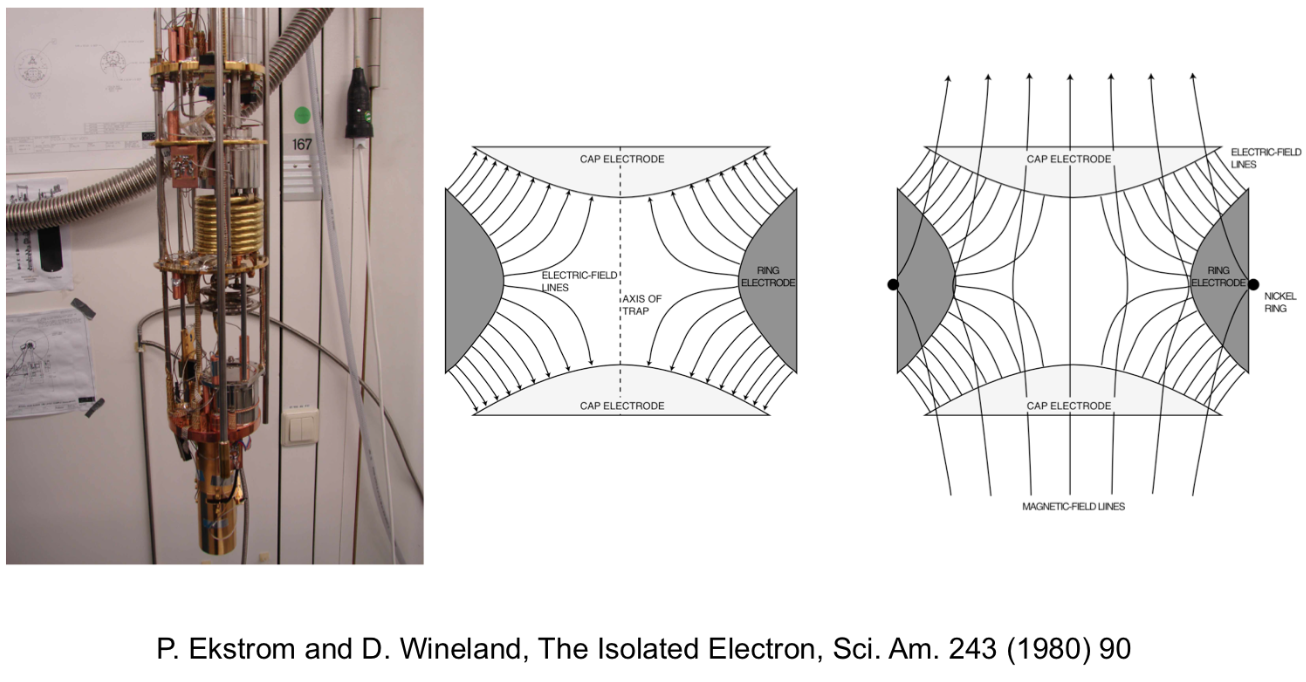 167
CAP ELECTRODE
ELECTRIC-FIELD
LINES
AXIS OF
TRAP
RING
ELECTRODE
CAP ELECTRODE
CAP ELECTRODE
ELECTRIC-FIELD
LINES
RING
ELECTRODE
NICKEL
RING
CAP ELECTRODE
MAGNETIC-FIELD LIINES
P. Ekstrom and D. Wineland, The Isolated Electron, Sci. Am. 243 (1980) 90